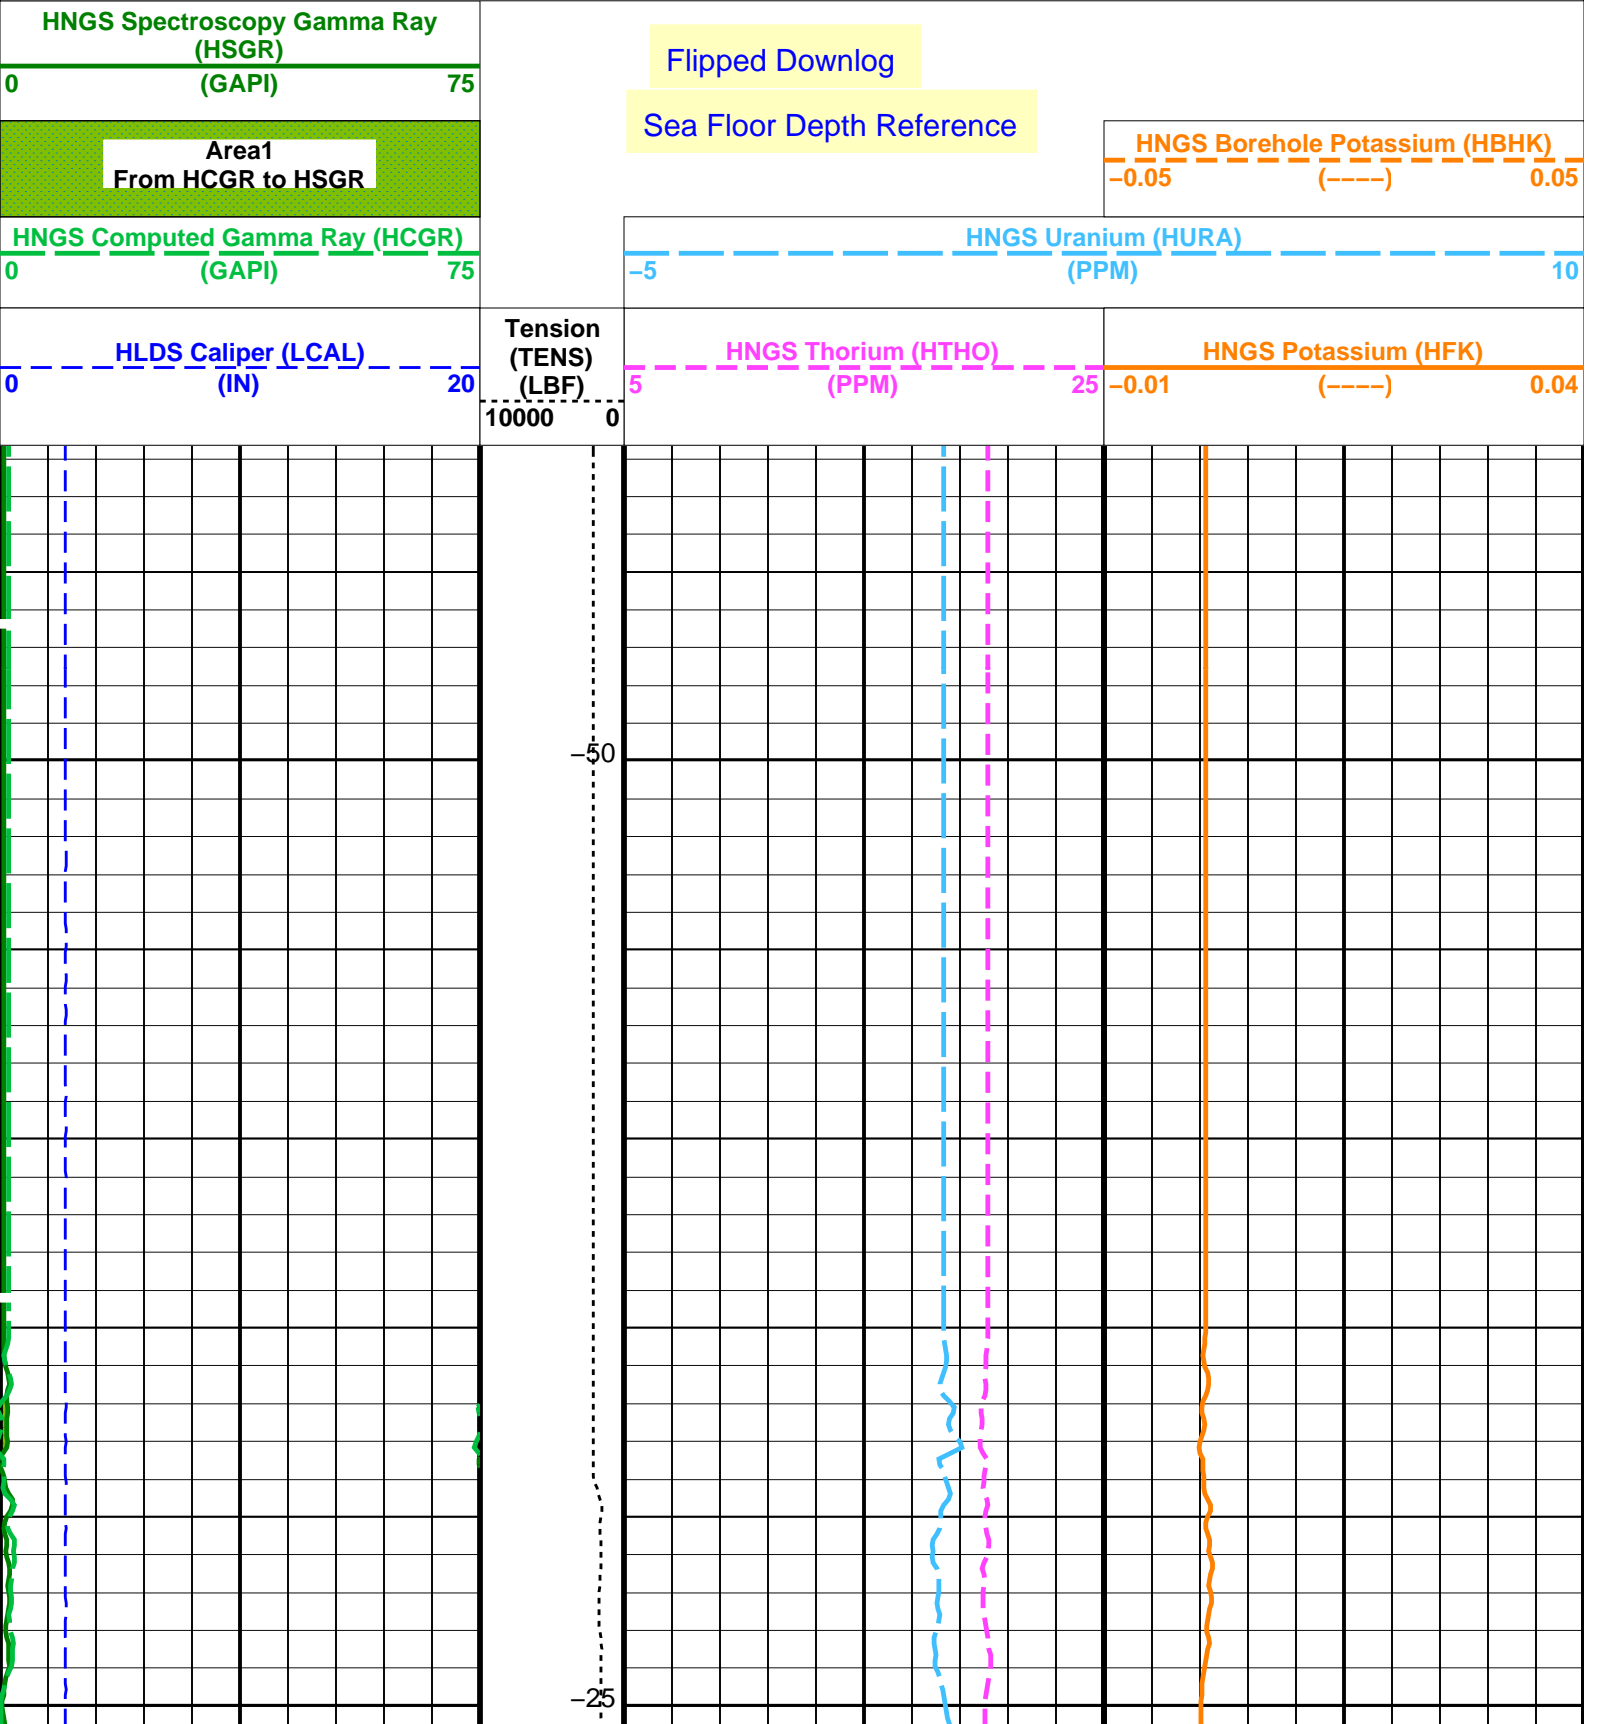 HNGS Spectroscopy Gamma Ray
(HSGR)
0 (GAPI) 75
Flipped Downlog
Sea Floor Depth Reference
Area1
From HCGR to HSGR
HNGS Borehole Potassium (HBHK)
−0.05 (−−−−) 0.05
HNGS Computed Gamma Ray (HCGR)
0 (GAPI) 75
HNGS Uranium (HURA)
−5 (PPM) 10
HLDS Caliper (LCAL)
0 (IN) 20
Tension
(TENS)
(LBF)
10000 0
HNGS Thorium (HTHO)
5 (PPM) 25
HNGS Potassium (HFK)
−0.01 (−−−−) 0.04
−50
−25